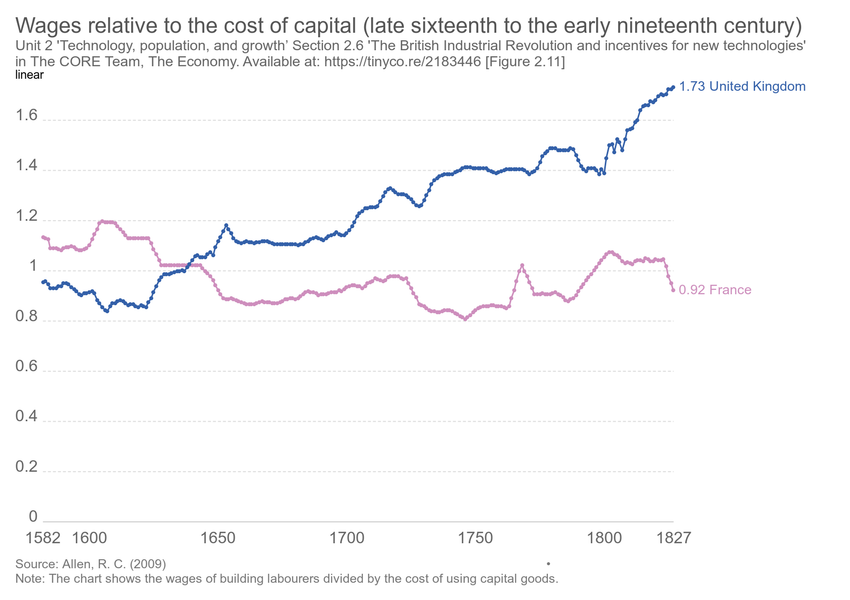 Wages relative to the cost of capital (late sixteenth to the early nineteenth century)
Unit 2 'Technology, population, and growth' Section 2.6 'The British Industrial Revolution and incentives for new technologies'
in The CORE Team, The Economy. Available at: https://tinyco.re/2183446 [Figure 2.11]
linear
1.73 United Kingdom
1.6
1.4
1.2
1
0.92 France
0.8
0.6
0.4
0.2
0
1582 1600 1650 1700 1750 1800 1827
Source: Allen, R. C. (2009)
Note: The chart shows the wages of building labourers divided by the cost of using capital goods.